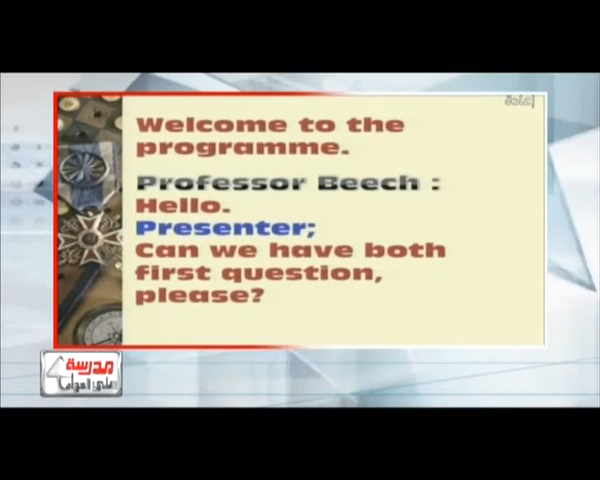 إعادة
Welcome to the
programme.
Professor Beech :
Hello.
Presenter;
Can we have both
first question,
please?
مدرسة
على الهواء